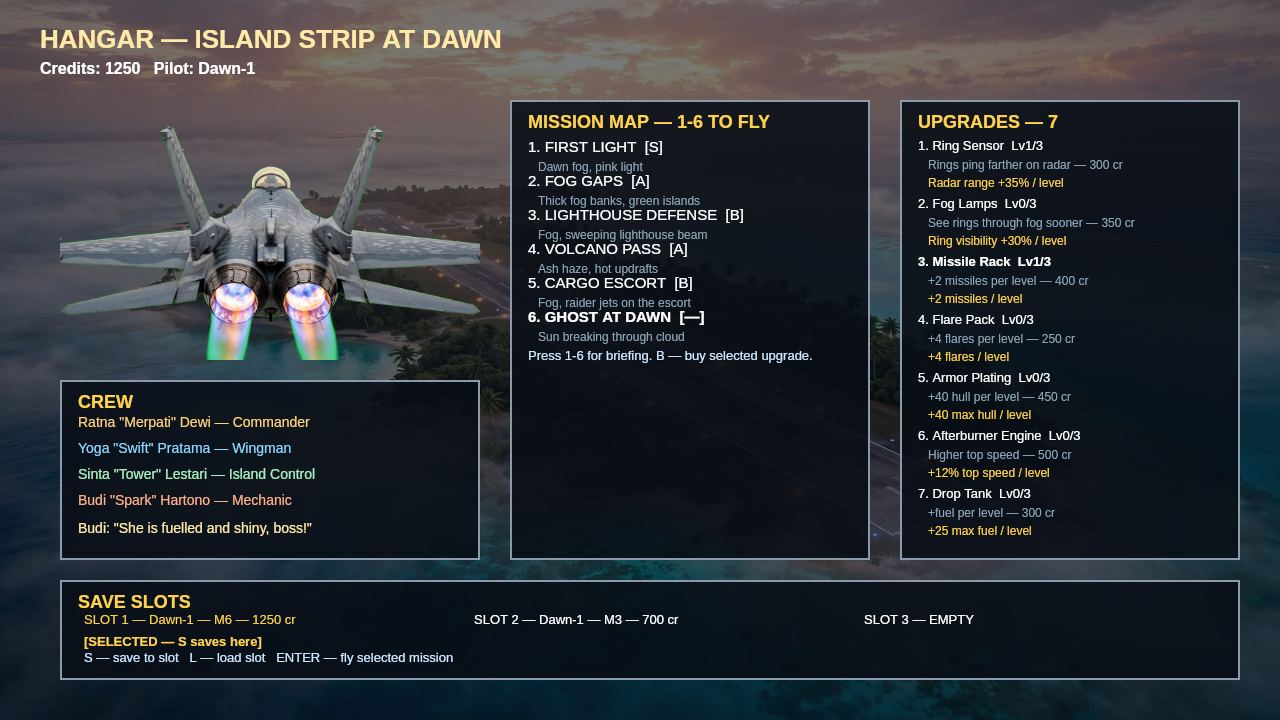 HANGAR — ISLAND STRIP AT DAWN
Credits: 1250   Pilot: Dawn-1
MISSION MAP — 1-6 TO FLY
1. FIRST LIGHT  [S]
Dawn fog, pink light
2. FOG GAPS  [A]
Thick fog banks, green islands
3. LIGHTHOUSE DEFENSE  [B]
Fog, sweeping lighthouse beam
4. VOLCANO PASS  [A]
Ash haze, hot updrafts
5. CARGO ESCORT  [B]
Fog, raider jets on the escort
6. GHOST AT DAWN  [—]
Sun breaking through cloud
Press 1-6 for briefing. B — buy selected upgrade.
UPGRADES — 7
1. Ring Sensor  Lv1/3
Rings ping farther on radar — 300 cr
Radar range +35% / level
2. Fog Lamps  Lv0/3
See rings through fog sooner — 350 cr
Ring visibility +30% / level
3. Missile Rack  Lv1/3
+2 missiles per level — 400 cr
+2 missiles / level
4. Flare Pack  Lv0/3
+4 flares per level — 250 cr
+4 flares / level
5. Armor Plating  Lv0/3
+40 hull per level — 450 cr
+40 max hull / level
6. Afterburner Engine  Lv0/3
Higher top speed — 500 cr
+12% top speed / level
7. Drop Tank  Lv0/3
+fuel per level — 300 cr
+25 max fuel / level
CREW
Ratna "Merpati" Dewi — Commander
Yoga "Swift" Pratama — Wingman
Sinta "Tower" Lestari — Island Control
Budi "Spark" Hartono — Mechanic
Budi: "She is fuelled and shiny, boss!"
SAVE SLOTS
SLOT 1 — Dawn-1 — M6 — 1250 cr
SLOT 2 — Dawn-1 — M3 — 700 cr
SLOT 3 — EMPTY
[SELECTED — S saves here]
S — save to slot   L — load slot   ENTER — fly selected mission